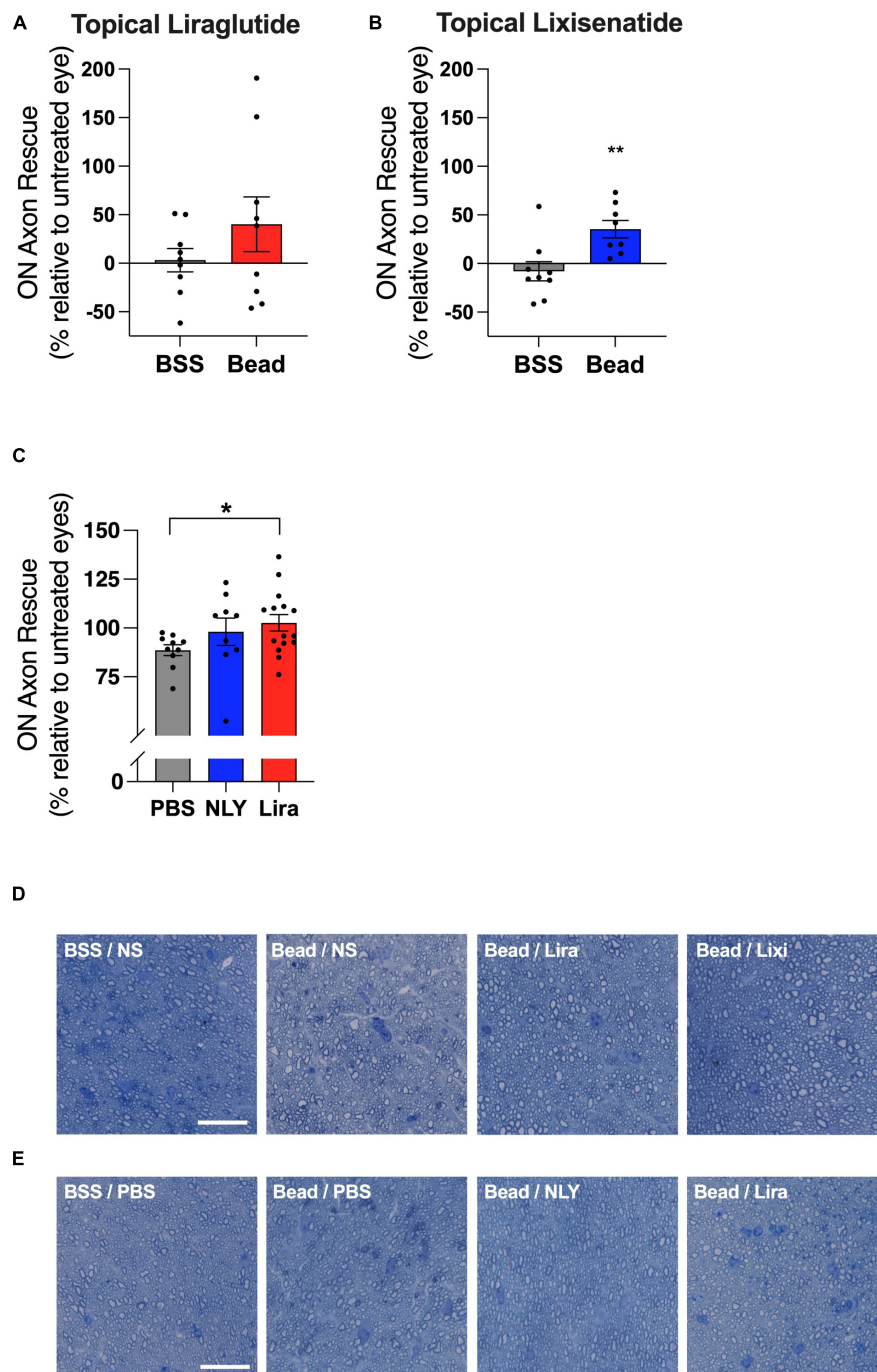 A
Topical Liraglutide
ON Axon Rescue
(% relative to untreated eye)
200
150
100
50
0
-50
BSS Bead
B
Topical Lixisenatide
ON Axon Rescue
(% relative to untreated eye)
200
150
100
50
0
-50
**
BSS Bead
C
ON Axon Rescue
(% relative to untreated eyes)
150
125
100
75
0
*
PBS NLY Lira
D
BSS / NS
Bead / NS
Bead / Lira
Bead / Lixi
E
BSS / PBS
Bead / PBS
Bead / NLY
Bead / Lira